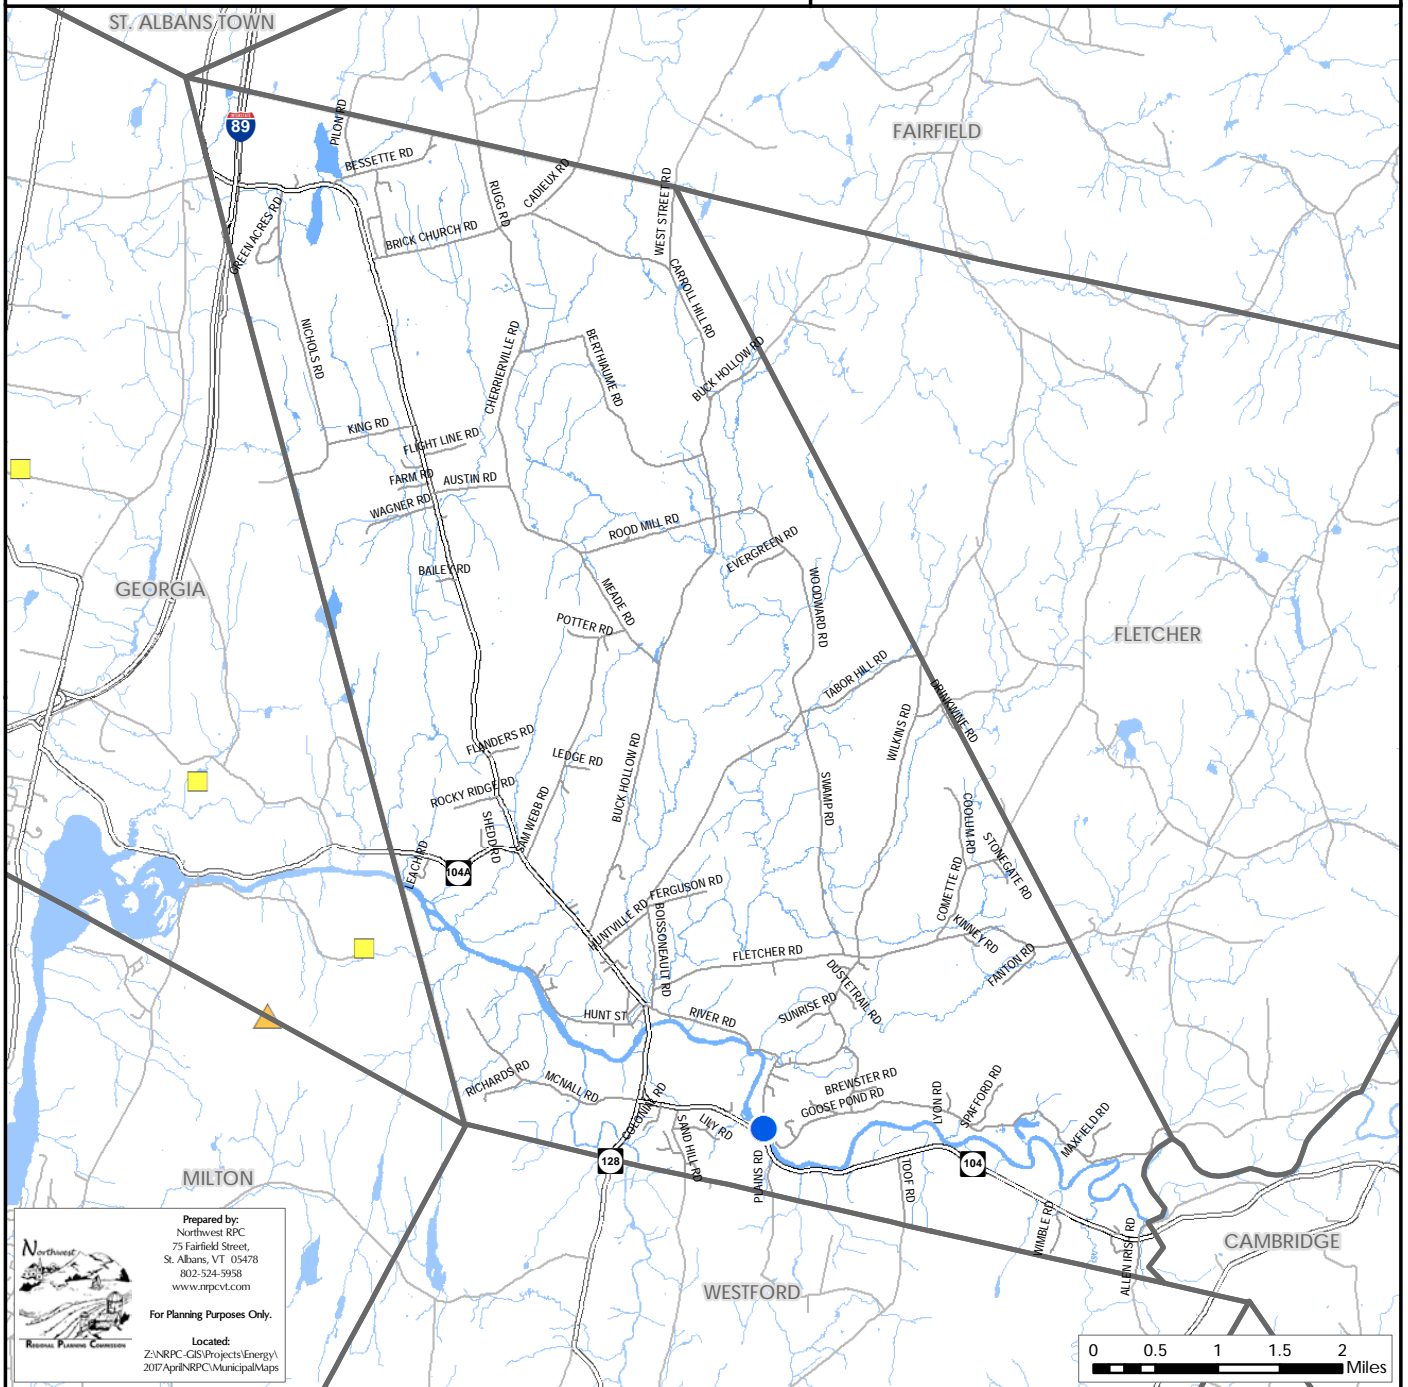 ST. ALBANS TOWN
INTERSTATE
89
PILON RD
BESSETTE RD
FAIRFIELD
CADIEUX RD
RUGG RD
WEST STREET RD
GREEN ACRES RD
BRICK CHURCH RD
CARROLL HILL RD
NICHOLS RD
CHERRIERVILLE RD
BERTHIAUME RD
BUCK HOLLOW RD
KING RD
FLIGHT LINE RD
FARM RD
AUSTIN RD
WAGNER RD
ROOD MILL RD
EVERGREEN RD
BAILEY RD
GEORGIA
MEADE RD
WOODWARD RD
POTTER RD
FLETCHER
TABOR HILL RD
DRINKWINE RD
WILKINS RD
FLANDERS RD
LEDGE RD
BUCK HOLLOW RD
ROCKY RIDGE RD
SAM WEBB RD
SWAMP RD
COOLUM RD
SHEDD RD
STONEGATE RD
LEACH RD
104A
COMETTE RD
FERGUSON RD
HUNTVILLE RD
BOISSONEAULT RD
KINNEY RD
FLETCHER RD
FANTON RD
DUSTETRAIL RD
SUNRISE RD
HUNT ST
RIVER RD
RICHARDS RD
MCNALL RD
BREWSTER RD
GOOSE POND RD
LYON RD
SPAFFORD RD
COLONIAL RD
LILY RD
SAND HILL RD
MAXFIELD RD
128
PLAINS RD
104
TOOF RD
MILTON
WIMBLE RD
ALLEN IRISH RD
CAMBRIDGE
WESTFORD
Northwest
REGIONAL PLANNING COMMISSION
Prepared by:
Northwest RPC
75 Fairfield Street,
St. Albans, VT 05478
802-524-5958
www.nrpcvt.com
For Planning Purposes Only.
Located:
Z:\NRPC-GIS\Projects\Energy\
2017AprilNRPC\MunicipalMaps
0 0.5 1 1.5 2
Miles